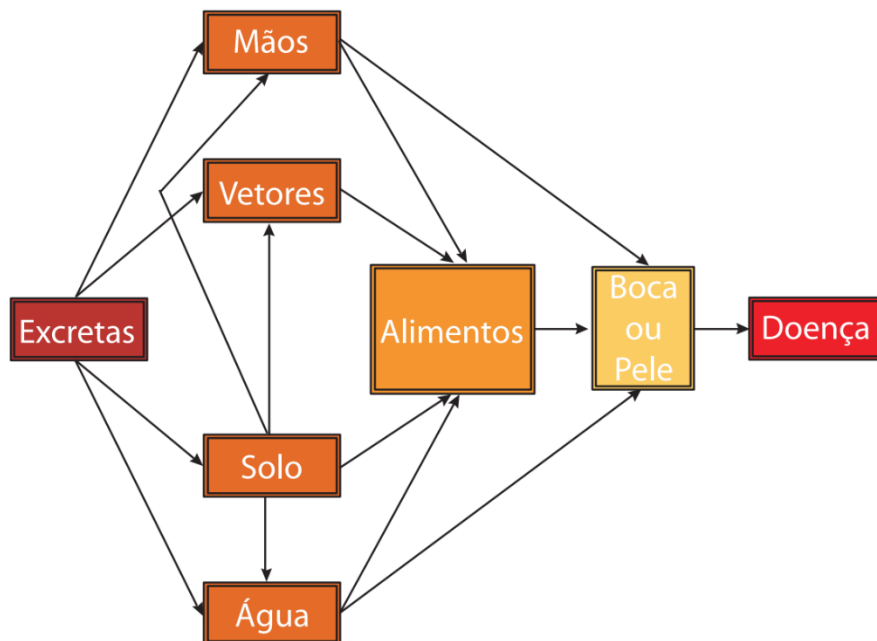 Mãos
Vetores
Excretas
Alimentos
Boca
ou
Pele
Doença
Solo
Água